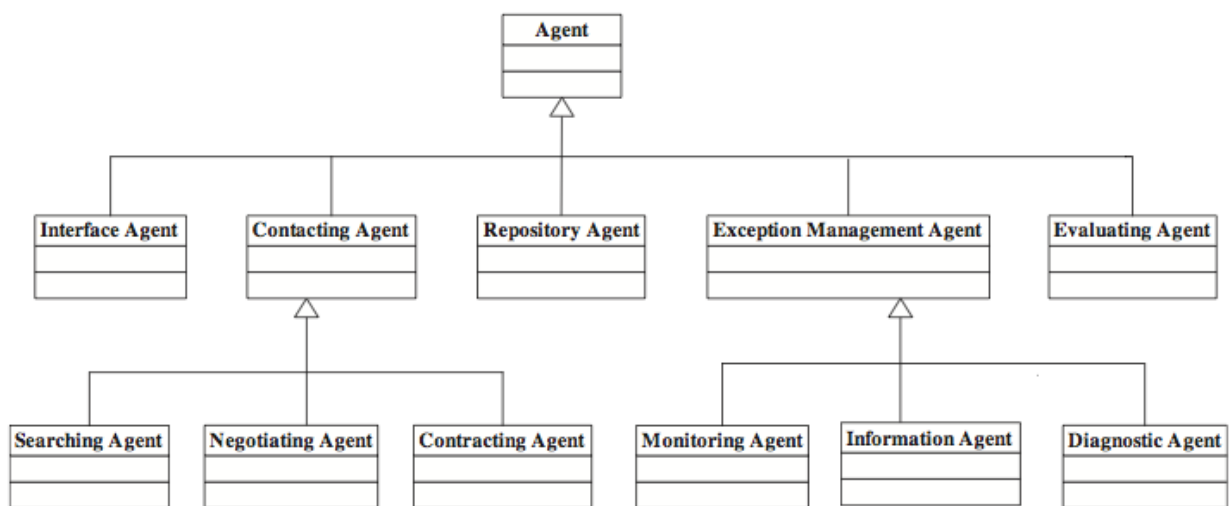 Agent
Interface Agent
Contacting Agent
Repository Agent
Exception Management Agent
Evaluating Agent
Searching Agent
Negotiating Agent
Contracting Agent
Monitoring Agent
Information Agent
Diagnostic Agent